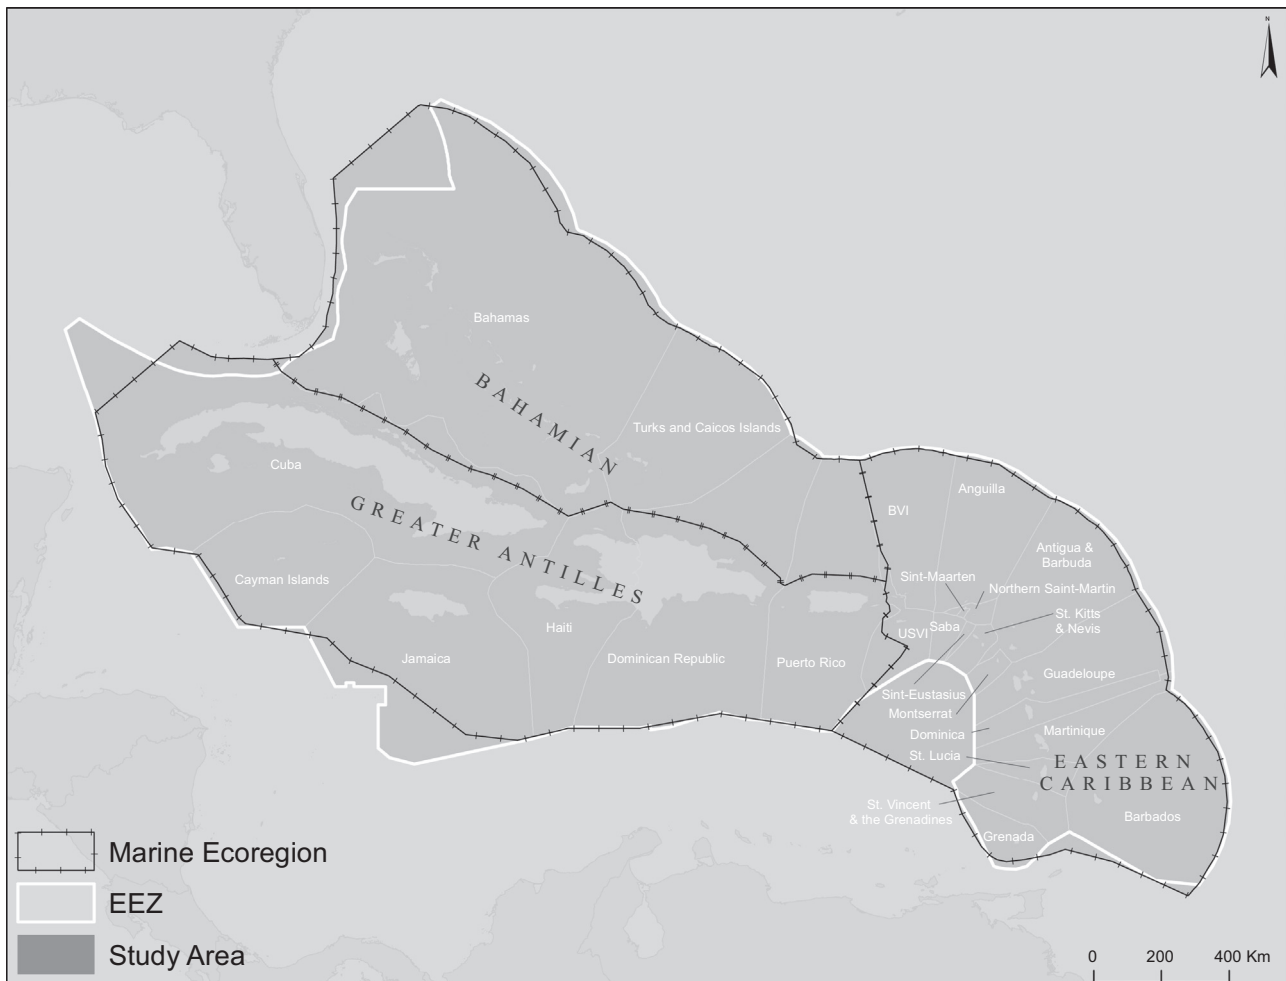 N
Bahamas
BAHAMIAN
Turks and Caicos Islands
Cuba
GREATER ANTILLES
Anguilla
BVI
Antigua &
Barbuda
Sint-Maarten
Northern Saint-Martin
Cayman Islands
St. Kitts
& Nevis
Haiti
USVI
Saba
Jamaica
Dominican Republic
Puerto Rico
Guadeloupe
Sint-Eustasius
Montserrat
Dominica
Martinique
St. Lucia
EASTERN
CARIBBEAN
St. Vincent
& the Grenadines
Barbados
Grenada
Marine Ecoregion
EEZ
Study Area
0 200 400 Km